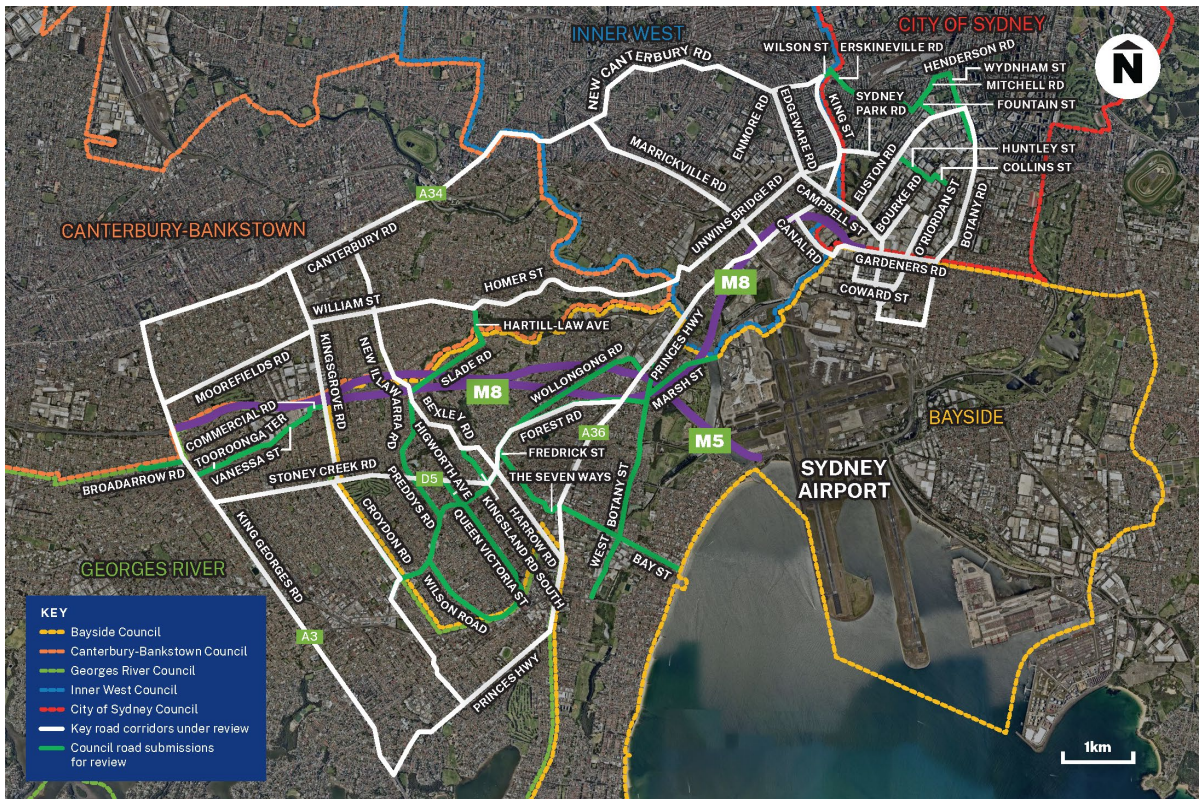 INNER WEST
CITY OF SYDNEY
N
WILSON ST
ERSKINEVILLE RD
HENDERSON RD
WYDNHAM ST
MITCHELL RD
FOUNTAIN ST
NEW CANTERBURY RD
SYDNEY
PARK RD
KING ST
EDGEWARE RD
ENMORE RD
HUNTLEY ST
COLLINS ST
MARRICKVILLE RD
EUSTON RD
BOURKE RD
O'RIORDAN ST
BOTANY RD
A34
CANTERBURY-BANKSTOWN
CANTERBURY RD
UNWINS BRIDGE RD
CAMPBELL ST
CANAL RD
GARDENERS RD
COWARD ST
HOMER ST
M8
WILLIAM ST
HARTILL-LAW AVE
PRINCES HWY
MOOREFIELDS RD
KINGSGROVE RD
NEW ILLAWARRA RD
SLADE RD
WOLLONGONG RD
MARSH ST
M8
BEXLEY RD
COMMERCIAL RD
TOOROONGA TER
VANESSA ST
BROADARROW RD
STONEY CREEK RD
HIGWORTH AVE
FOREST RD
A36
M5
BAYSIDE
FREDRICK ST
THE SEVEN WAYS
D5
SYDNEY
AIRPORT
PREDDYS RD
CROYDON RD
KING GEORGES RD
QUEEN VICTORIA ST
KINGSLAND RD SOUTH
HARROW RD
WEST BOTANY ST
BAY ST
WILSON ROAD
GEORGES RIVER
A3
PRINCES HWY
KEY
Bayside Council
Canterbury-Bankstown Council
Georges River Council
Inner West Council
City of Sydney Council
Key road corridors under review
Council road submissions
for review
1km